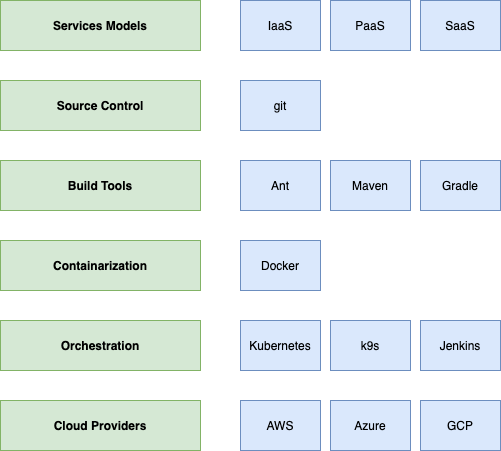 Services Models IaaS PaaS SaaS
Source Control git
Build Tools Ant Maven Gradle
Containarization Docker
Orchestration Kubernetes k9s Jenkins
Cloud Providers AWS Azure GCP